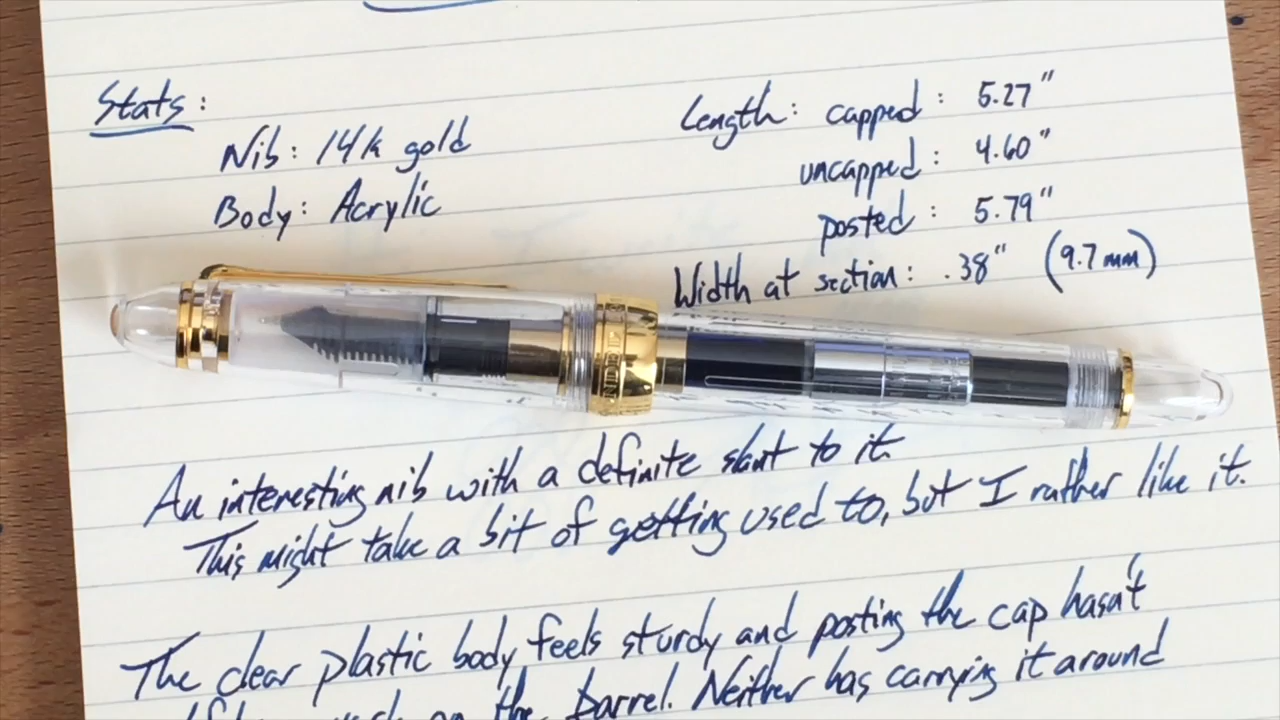 Stats:
Nib: 14k gold
Body: Acrylic
Length: capped: 5.27"
uncapped: 4.60"
posted: 5.79"
Width at section: .38" (9.7mm)
An interesting nib with a definite slant to it.
This might take a bit of getting used to, but I rather like it.
The clear plastic body feels sturdy and posting the cap hasn't
on the barrel. Neither has carrying it around